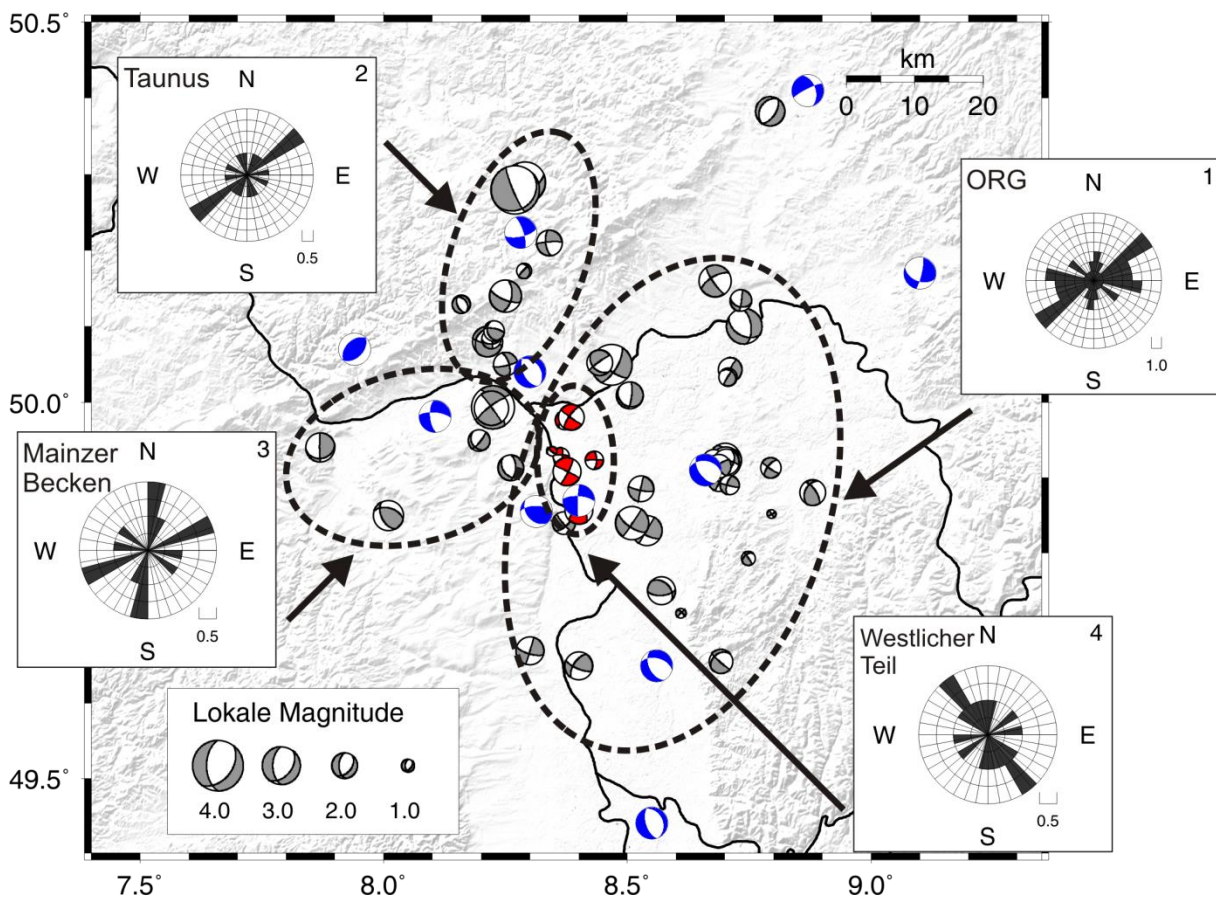 50.5°
Taunus
2
N
W
E
S
0.5
km
0
10
20
ORG
1
N
W
E
S
1.0
50.0°
Mainzer
Becken
3
N
W
E
S
0.5
Westlicher
Teil
4
N
W
E
S
0.5
Lokale Magnitude
4.0
3.0
2.0
1.0
49.5°
7.5°
8.0°
8.5°
9.0°